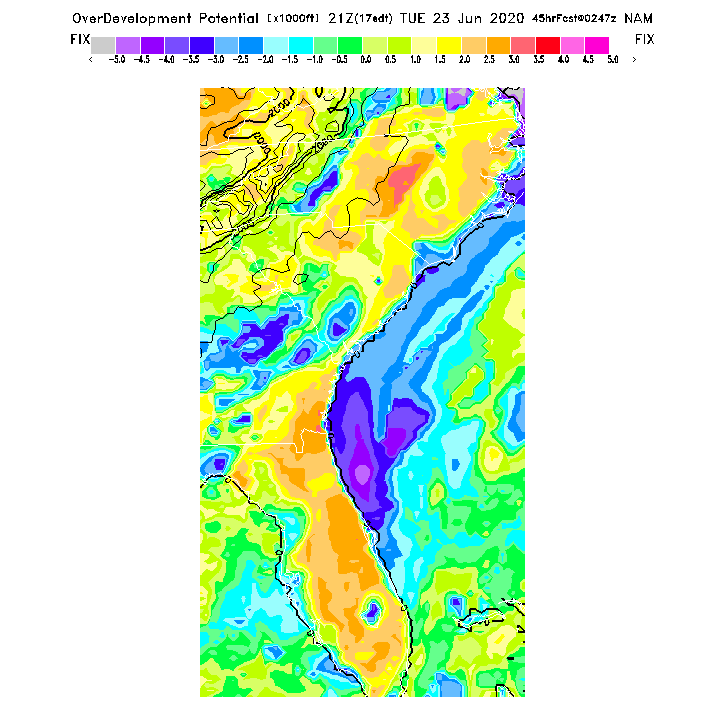 OverDevelopment Potential [x1000ft] 21Z(17edt) TUE 23 Jun 2020 45hrFcst@0247z NAM
FIX FIX
< -5.0 -4.5 -4.0 -3.5 -3.0 -2.5 -2.0 -1.5 -1.0 -0.5 0.0 0.5 1.0 1.5 2.0 2.5 3.0 3.5 4.0 4.5 5.0 >
2000
2000